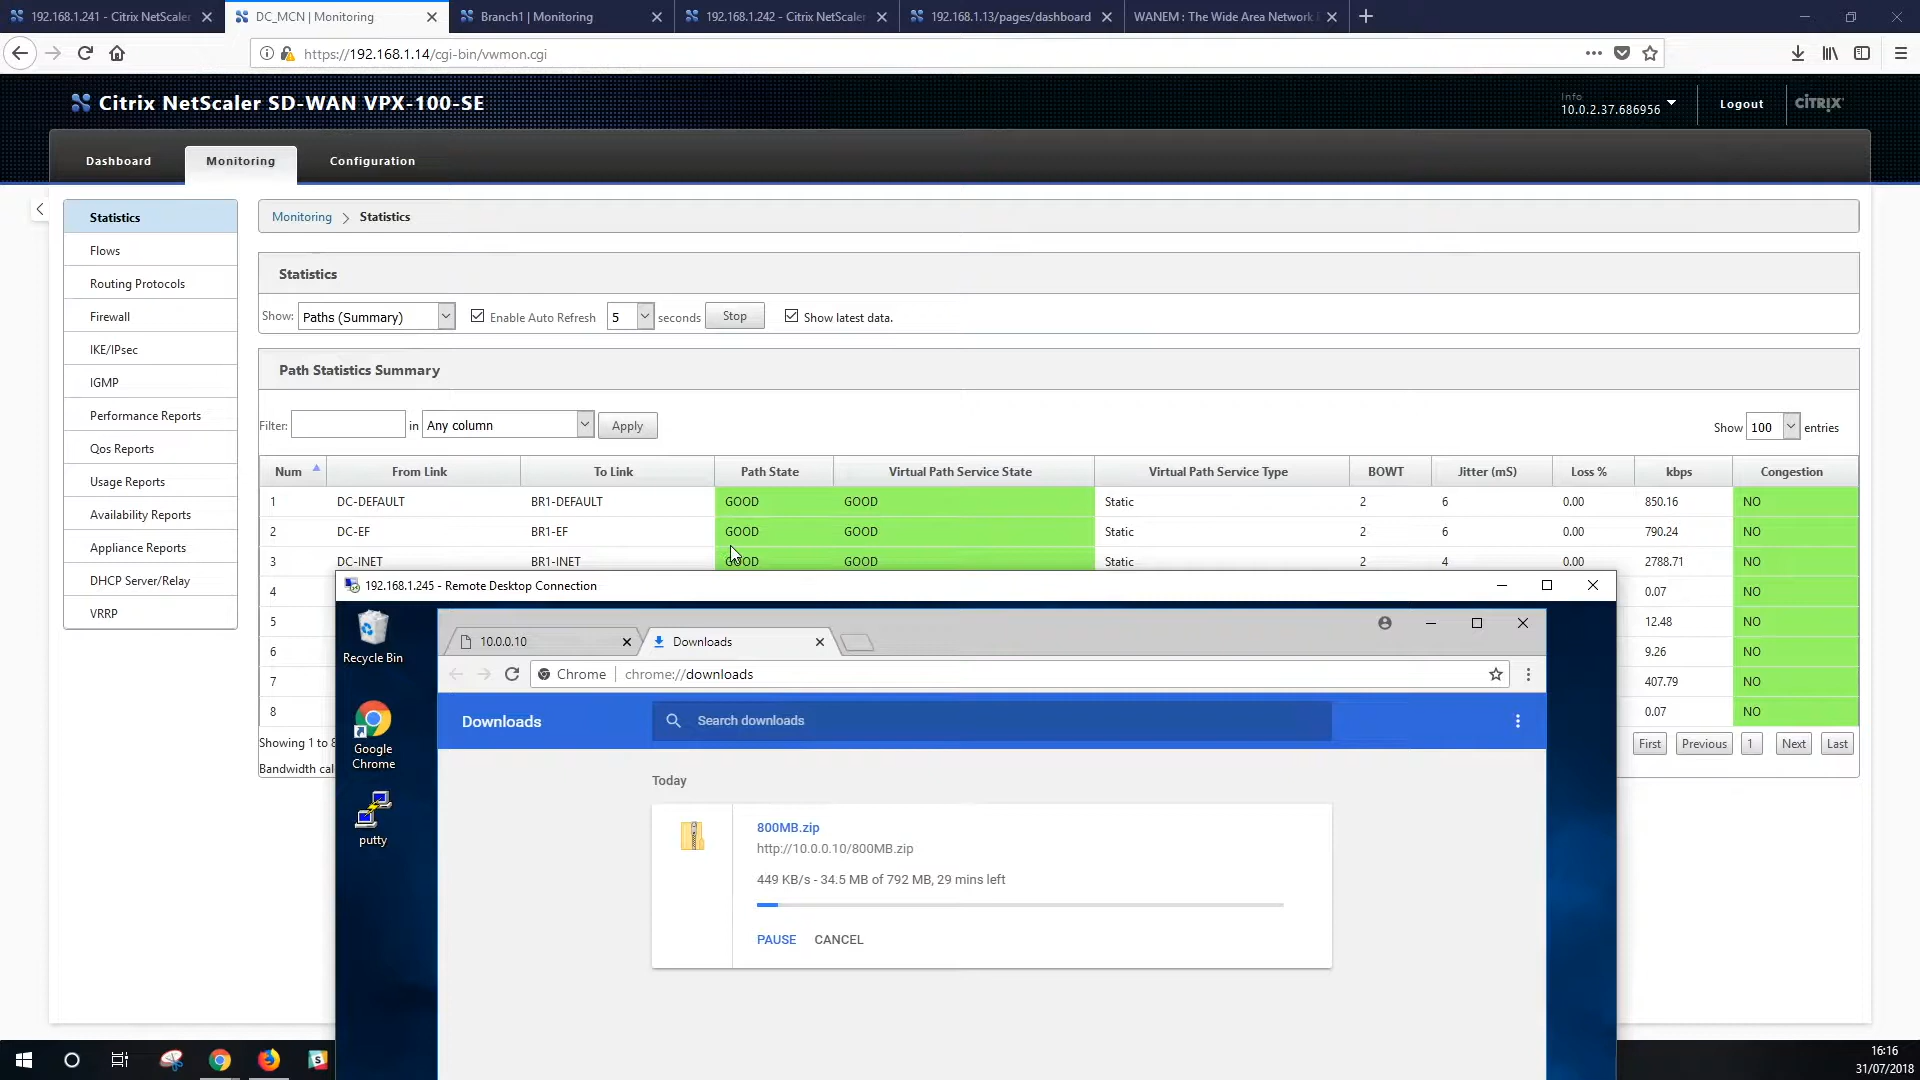 192.168.1.241 - Citrix NetScaler
DC_MCN | Monitoring
Branch1 | Monitoring
192.168.1.242 - Citrix NetScaler
192.168.1.13/pages/dashboard
WANEM : The Wide Area Network
https://192.168.1.14/cgi-bin/vwmon.cgi
Citrix NetScaler SD-WAN VPX-100-SE
Info
10.0.2.37.686956
Logout
CITRIX
Dashboard
Monitoring
Configuration
Statistics
Flows
Routing Protocols
Firewall
IKE/IPsec
IGMP
Performance Reports
Qos Reports
Usage Reports
Availability Reports
Appliance Reports
DHCP Server/Relay
VRRP
Monitoring > Statistics
Statistics
Show: Paths (Summary) Enable Auto Refresh 5 seconds Stop Show latest data.
Path Statistics Summary
Filter: in Any column Apply Show 100 entries
Num From Link To Link Path State Virtual Path Service State Virtual Path Service Type BOWT Jitter (mS) Loss % kbps Congestion
1 DC-DEFAULT BR1-DEFAULT GOOD GOOD Static 2 6 0.00 850.16 NO
2 DC-EF BR1-EF GOOD GOOD Static 2 6 0.00 790.24 NO
3 DC-INET BR1-INET GOOD GOOD Static 2 4 0.00 2788.71 NO
4 0.07 NO
5 12.48 NO
6 9.26 NO
7 407.79 NO
8 0.07 NO
Showing 1 to 8
First Previous 1 Next Last
Bandwidth cal
192.168.1.245 - Remote Desktop Connection
Recycle Bin
Google
Chrome
putty
10.0.0.10
Downloads
Chrome | chrome://downloads
Downloads
Search downloads
Today
800MB.zip
http://10.0.0.10/800MB.zip
449 KB/s - 34.5 MB of 792 MB, 29 mins left
PAUSE CANCEL
16:16
31/07/2018